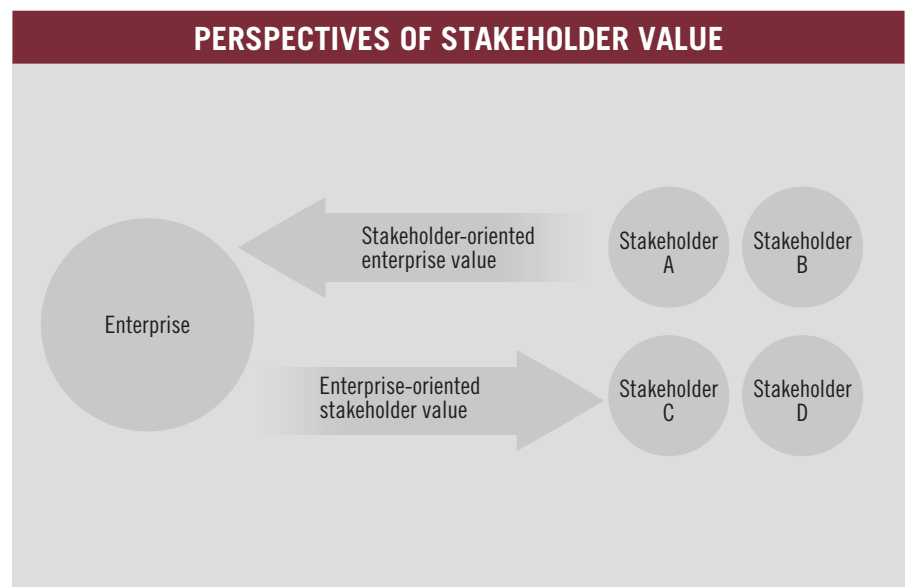 PERSPECTIVES OF STAKEHOLDER VALUE
Stakeholder-oriented
enterprise value
Stakeholder
A
Stakeholder
B
Enterprise
Enterprise-oriented
stakeholder value
Stakeholder
C
Stakeholder
D